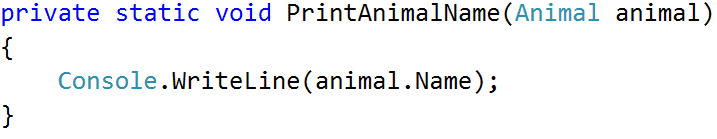 private static void PrintAnimalName(Animal animal)
{
    Console.WriteLine(animal.Name);
}